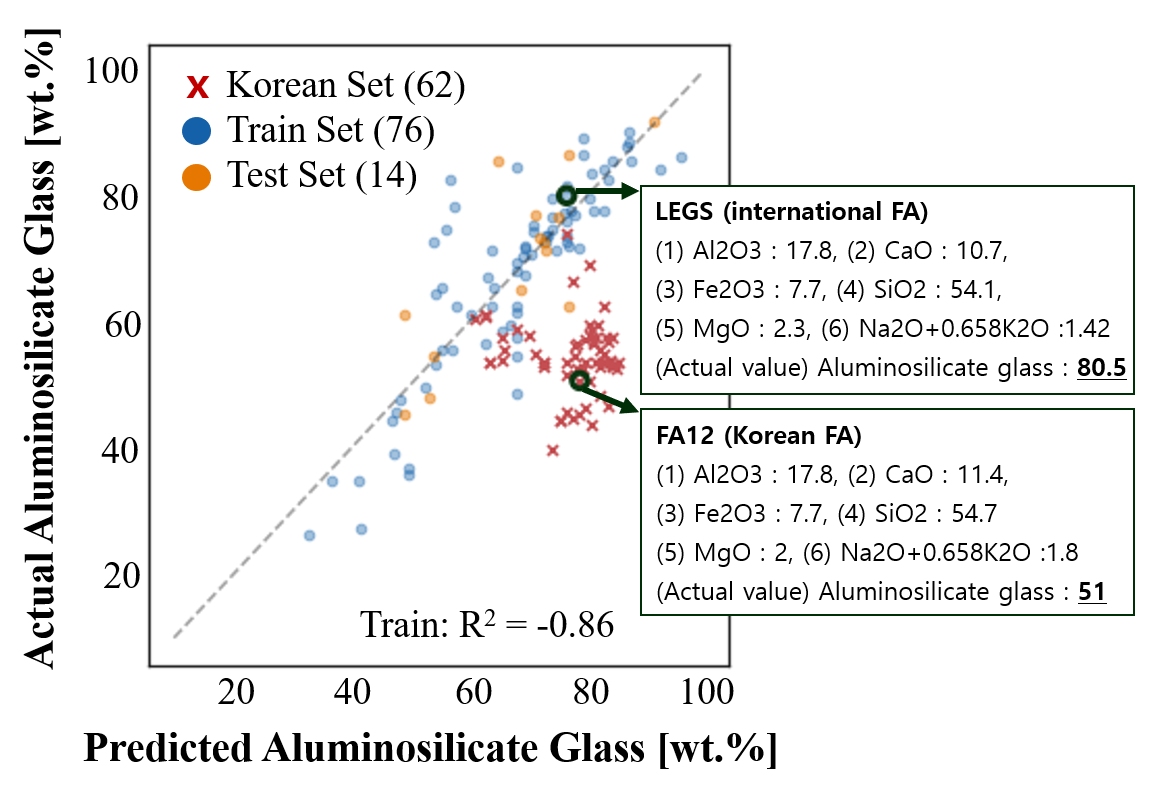 Actual Aluminosilicate Glass [wt.%]
100
80
60
40
20
x Korean Set (62)
Train Set (76)
Test Set (14)
LEGS (international FA)
(1) Al2O3 : 17.8, (2) CaO : 10.7,
(3) Fe2O3 : 7.7, (4) SiO2 : 54.1,
(5) MgO : 2.3, (6) Na2O+0.658K2O :1.42
(Actual value) Aluminosilicate glass : 80.5
FA12 (Korean FA)
(1) Al2O3 : 17.8, (2) CaO : 11.4,
(3) Fe2O3 : 7.7, (4) SiO2 : 54.7
(5) MgO : 2, (6) Na2O+0.658K2O :1.8
(Actual value) Aluminosilicate glass : 51
Train: R² = -0.86
20 40 60 80 100
Predicted Aluminosilicate Glass [wt.%]